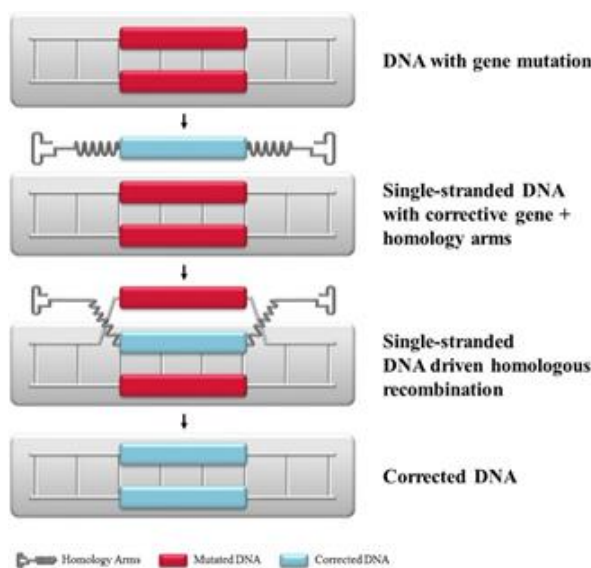 DNA with gene mutation
Single-stranded DNA
with corrective gene +
homology arms
Single-stranded
DNA driven homologous
recombination
Corrected DNA
Homology Arms Mutated DNA Corrected DNA